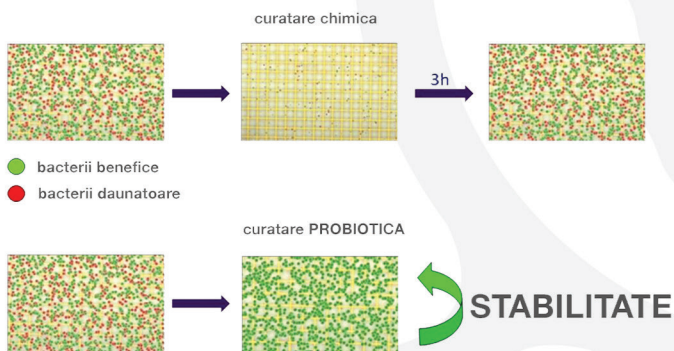 curatare chimica
3h
bacterii benefice
bacterii daunatoare
curatare PROBIOTICA
STABILITATE